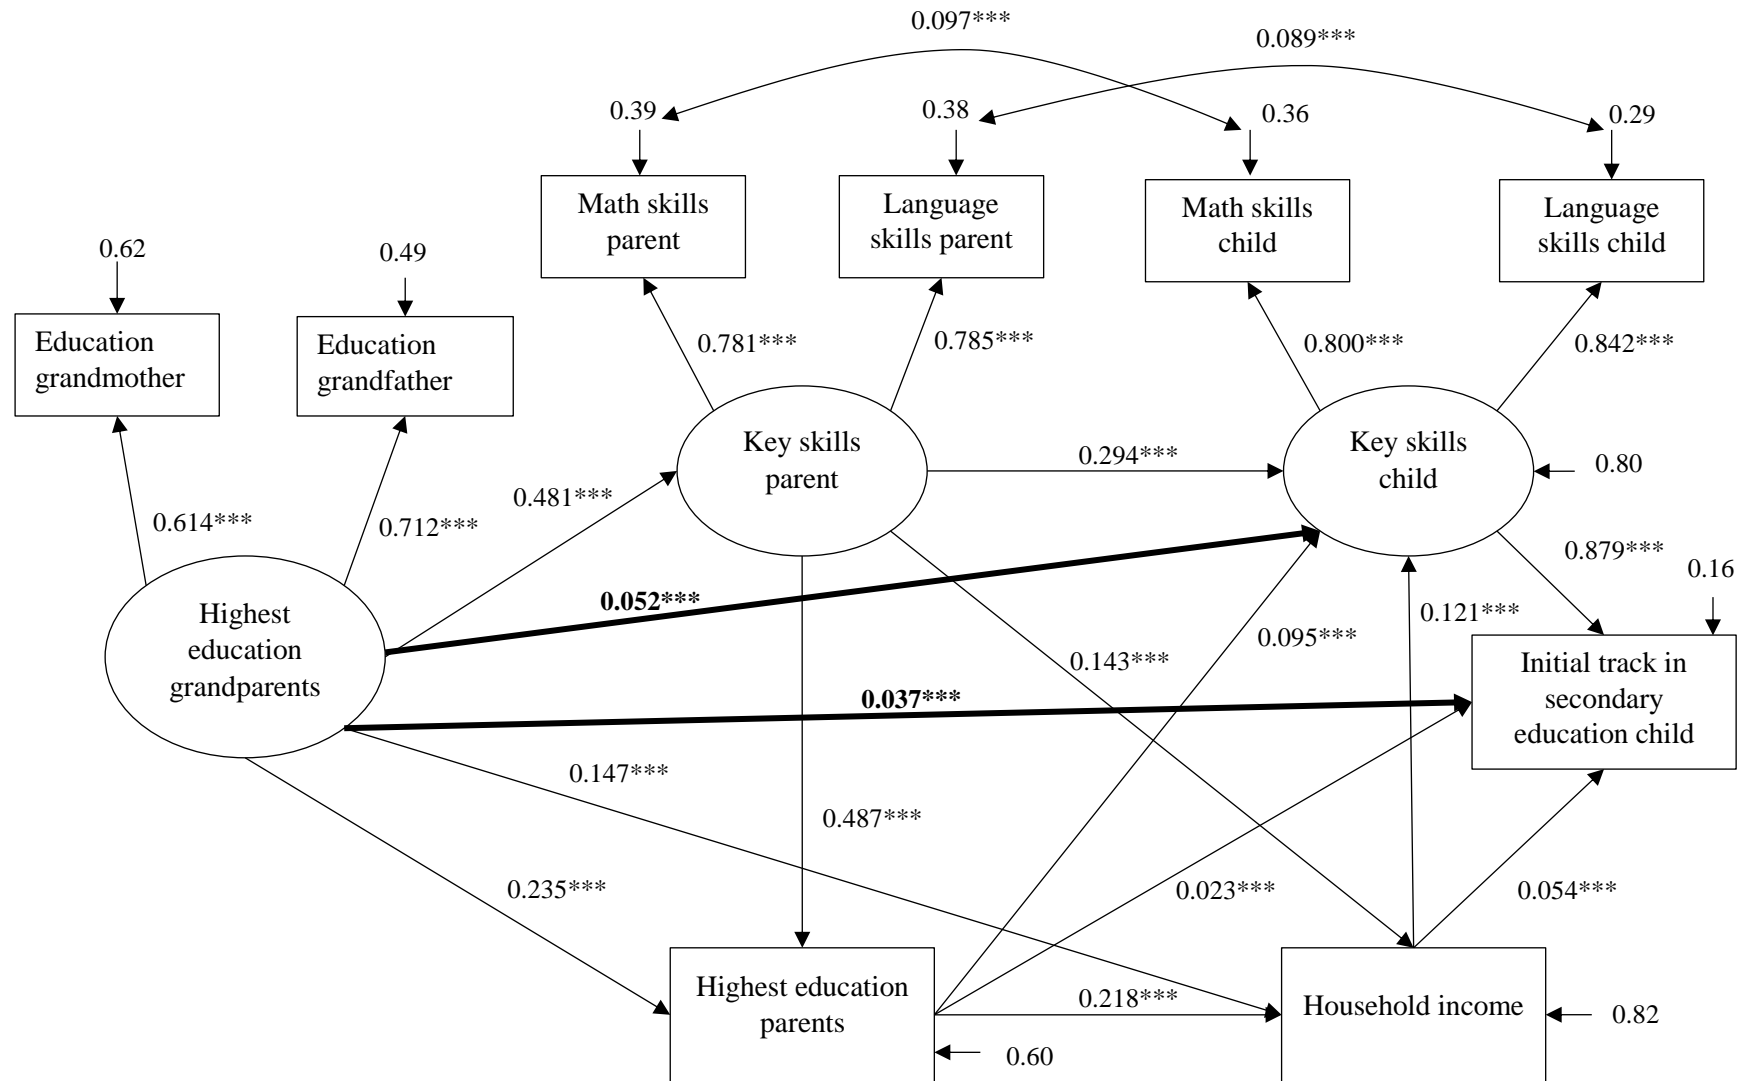 0.097***
0.089***
0.39
0.38
0.36
0.29
Math skills
parent
Language
skills parent
Math skills
child
Language
skills child
0.62
0.49
Education
grandmother
Education
grandfather
0.781***
0.785***
0.800***
0.842***
Key skills
parent
Key skills
child
0.294***
0.80
0.481***
0.614***
0.712***
0.879***
0.16
Highest
education
grandparents
0.052***
0.121***
0.095***
0.143***
Initial track in
secondary
education child
0.037***
0.147***
0.487***
0.235***
0.023***
0.054***
Highest education
parents
0.218***
Household income
0.82
0.60